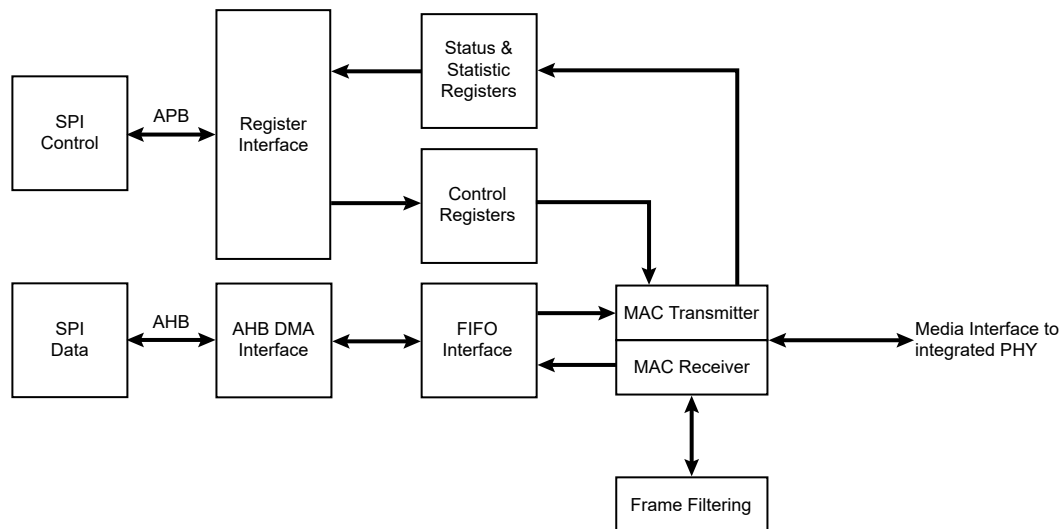 Status &
Statistic
Registers
SPI
Control
APB
Register
Interface
Control
Registers
SPI
Data
AHB
AHB DMA
Interface
FIFO
Interface
MAC Transmitter
MAC Receiver
Media Interface to
integrated PHY
Frame Filtering